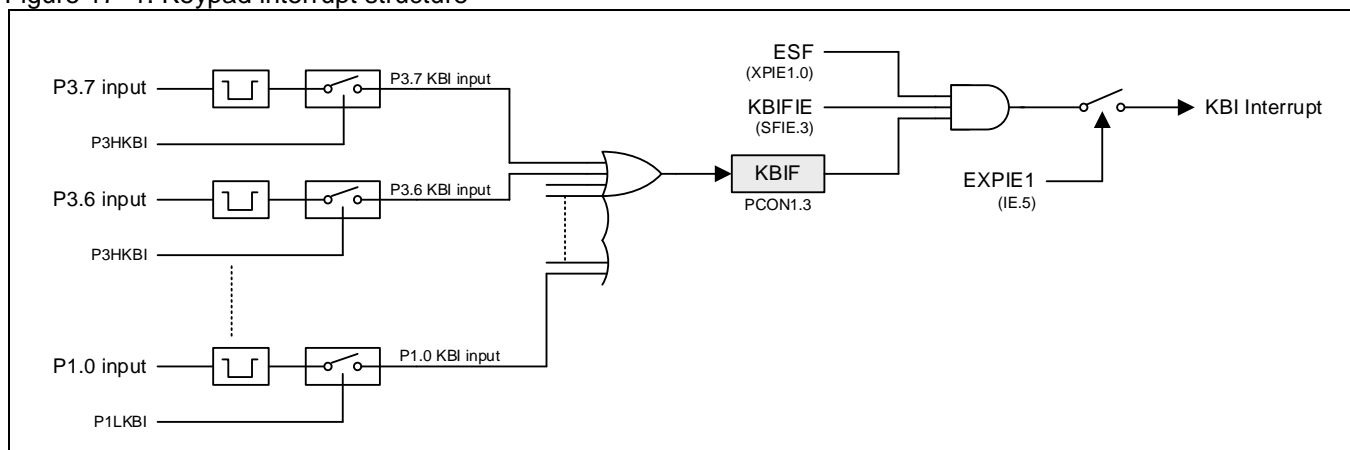 Figure 17–1. Keypad interrupt structure
P3.7 input
P3.7 KBI input
P3HKBI
P3.6 input
P3.6 KBI input
P3HKBI
P1.0 input
P1.0 KBI input
P1LKBI
KBIF
PCON1.3
ESF
(XPIE1.0)
KBIFIE
(SFIE.3)
EXPIE1
(IE.5)
KBI Interrupt